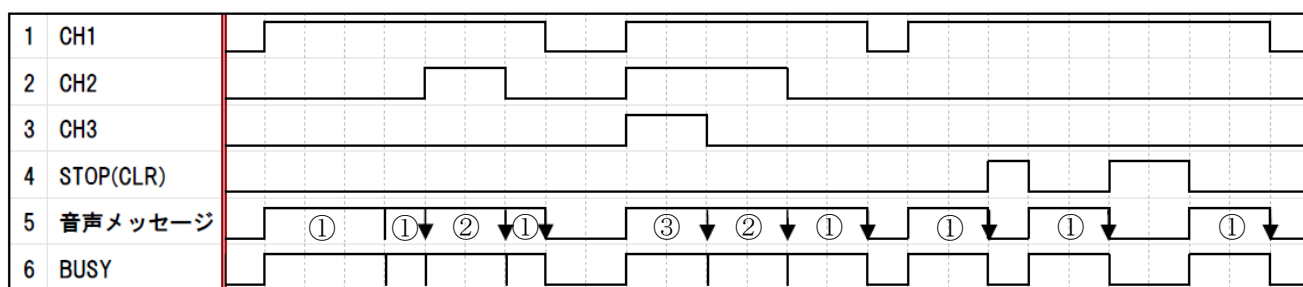 1 CH1
2 CH2
3 CH3
4 STOP(CLR)
5 音声メッセージ ① ① ② ① ③ ② ① ① ① ①
6 BUSY